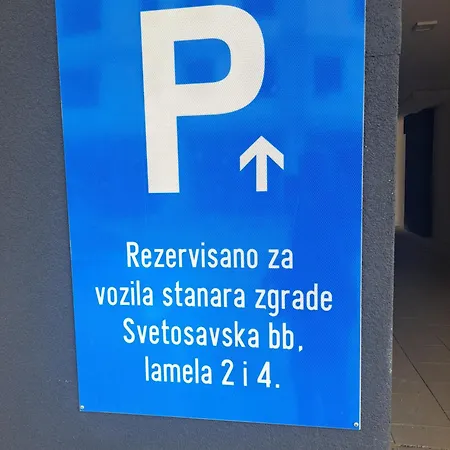 P
Rezervisano za
vozila stanara zgrade
Svetosavska bb,
lamela 2 i 4.